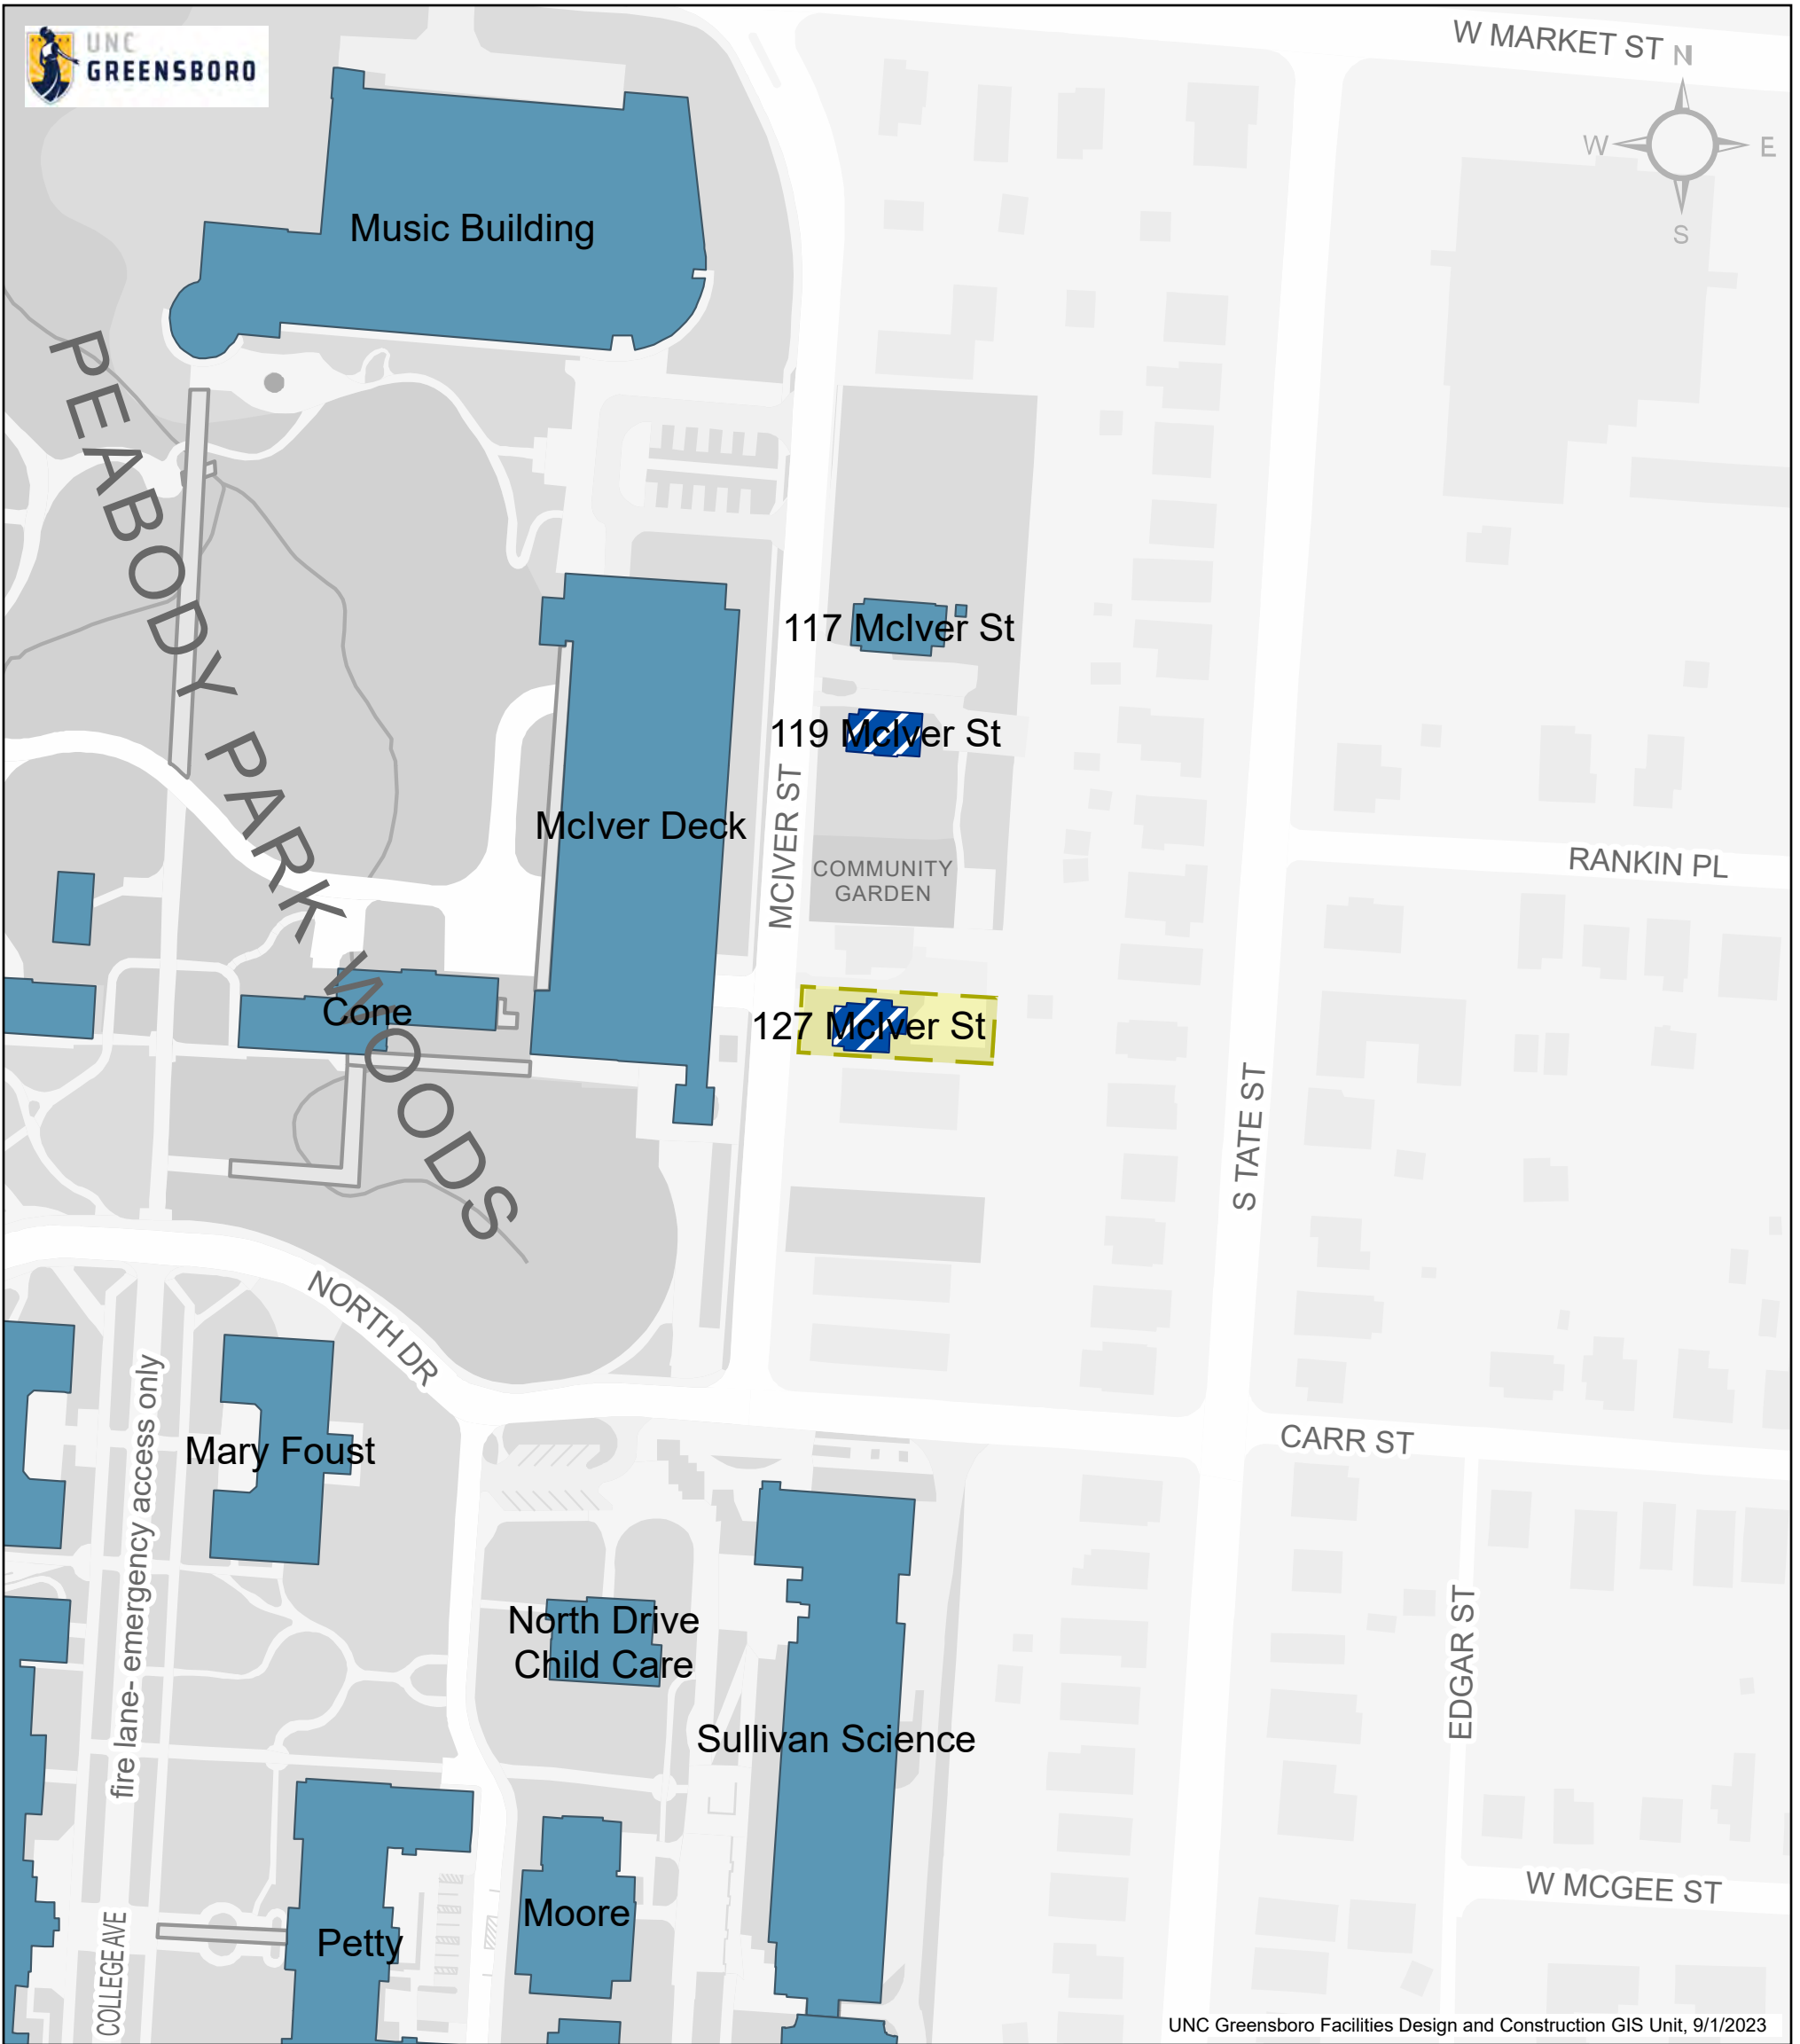 UNC
GREENSBORO
W MARKET ST
N
W
E
S
Music Building
PEABODY PARK WOODS
117 McIver St
119 McIver St
MCIVER ST
McIver Deck
COMMUNITY
GARDEN
RANKIN PL
Cone
127 McIver St
S TATE ST
NORTH DR
CARR ST
fire lane- emergency access only
Mary Foust
North Drive
Child Care
EDGAR ST
Sullivan Science
W MCGEE ST
Moore
Petty
COLLEGE AVE
UNC Greensboro Facilities Design and Construction GIS Unit, 9/1/2023